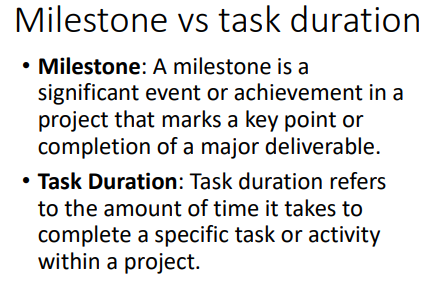 Milestone vs task duration
• Milestone: A milestone is a
significant event or achievement in a
project that marks a key point or
completion of a major deliverable.
• Task Duration: Task duration refers
to the amount of time it takes to
complete a specific task or activity
within a project.